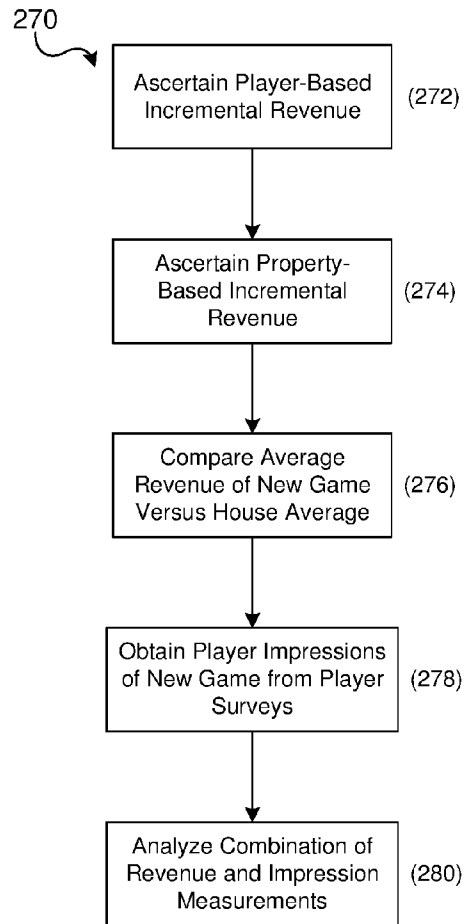 270
Ascertain Player-Based
Incremental Revenue
(272)
Ascertain Property-
Based Incremental
Revenue
(274)
Compare Average
Revenue of New Game
Versus House Average
(276)
Obtain Player Impressions
of New Game from Player
Surveys
(278)
Analyze Combination of
Revenue and Impression
Measurements
(280)